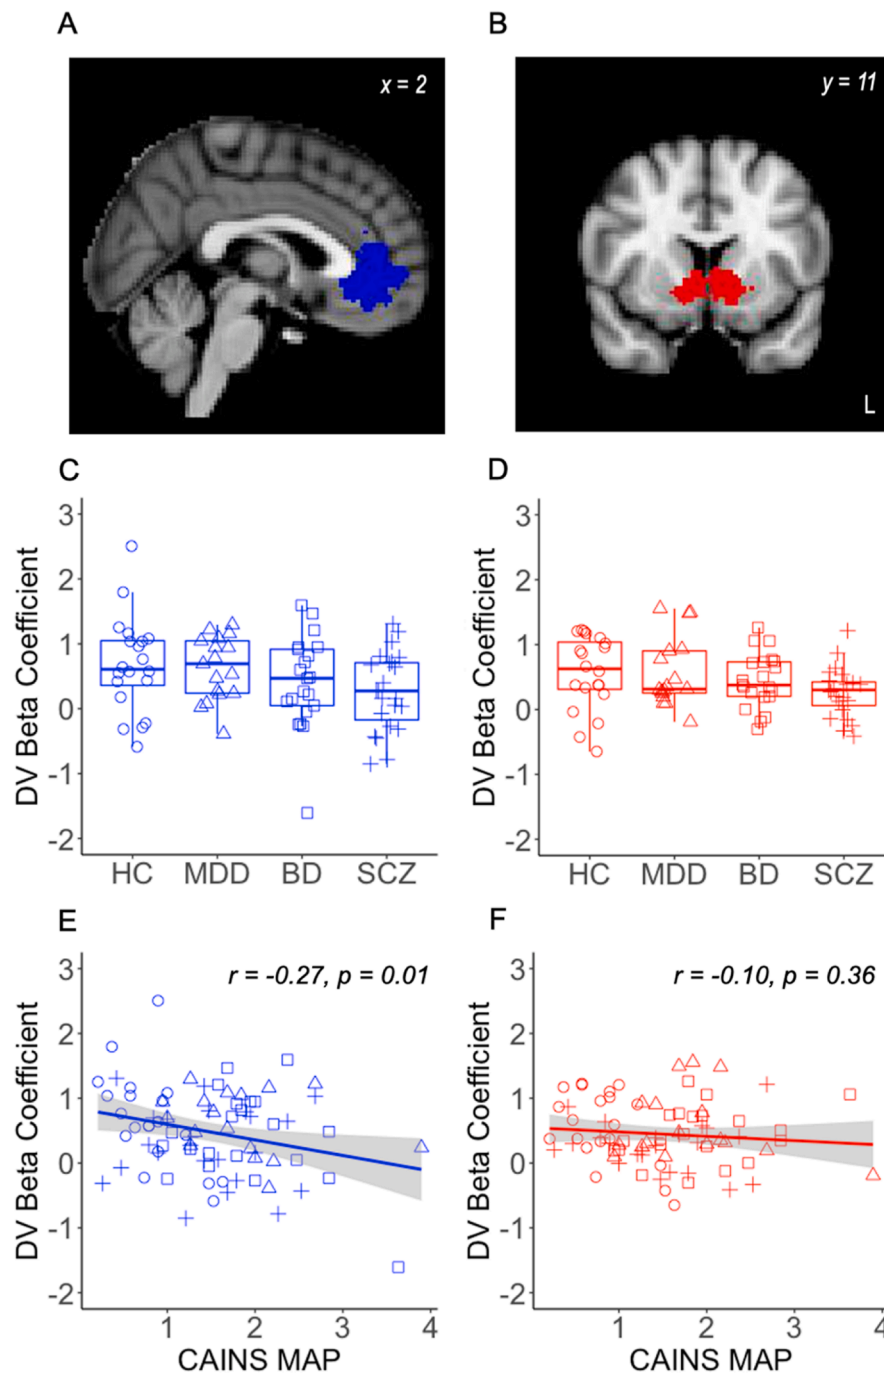 A
B
x = 2
y = 11
L
C
D
DV Beta Coefficient
3
2
1
0
-1
-2
HC MDD BD SCZ
DV Beta Coefficient
3
2
1
0
-1
-2
HC MDD BD SCZ
E
F
r = -0.27, p = 0.01
DV Beta Coefficient
3
2
1
0
-1
-2
1 2 3 4
CAINS MAP
r = -0.10, p = 0.36
DV Beta Coefficient
3
2
1
0
-1
-2
1 2 3 4
CAINS MAP